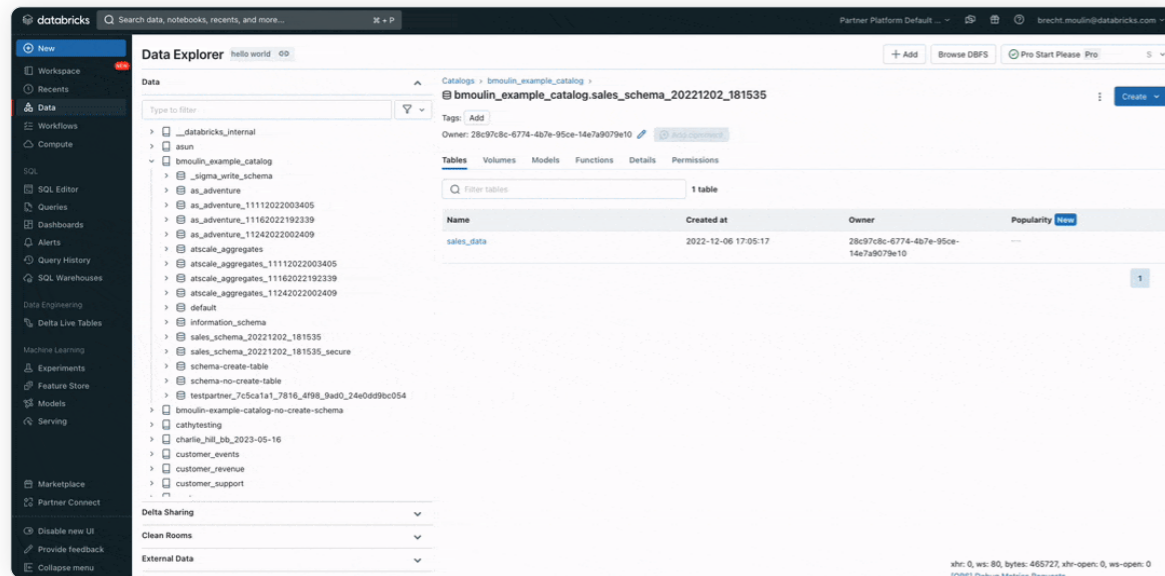 databricks
Search data, notebooks, recents, and more...
⌘ + P
Partner Platform Default ...
brecht.moulin@databricks.com
New
Workspace
NEW
Recents
Data
Workflows
Compute
SQL
SQL Editor
Queries
Dashboards
Alerts
Query History
SQL Warehouses
Data Engineering
Delta Live Tables
Machine Learning
Experiments
Feature Store
Models
Serving
Marketplace
Partner Connect
Disable new UI
Provide feedback
Collapse menu
Data Explorer
hello world
+ Add
Browse DBFS
Pro Start Please Pro
S
Data
Type to filter
__databricks_internal
asun
bmoulin_example_catalog
_sigma_write_schema
as_adventure
as_adventure_11112022003405
as_adventure_11162022192339
as_adventure_11242022002409
atscale_aggregates
atscale_aggregates_11112022003405
atscale_aggregates_11162022192339
atscale_aggregates_11242022002409
default
information_schema
sales_schema_20221202_181535
sales_schema_20221202_181535_secure
schema-create-table
schema-no-create-table
testpartner_7c5ca1a1_7816_4f98_9ad0_24e0dd9bc054
bmoulin-example-catalog-no-create-schema
cathytesting
charlie_hill_bb_2023-05-16
customer_events
customer_revenue
customer_support
Delta Sharing
Clean Rooms
External Data
Catalogs › bmoulin_example_catalog ›
bmoulin_example_catalog.sales_schema_20221202_181535
Create
Tags: Add
Owner: 28c97c8c-6774-4b7e-95ce-14e7a9079e10
Add comment
Tables Volumes Models Functions Details Permissions
Filter tables
1 table
Name Created at Owner Popularity New
sales_data 2022-12-06 17:05:17 28c97c8c-6774-4b7e-95ce-
14e7a9079e10
1
xhr: 0, ws: 80, bytes: 465727, xhr-open: 0, ws-open: 0
[OPS] Debug Metrics Requests